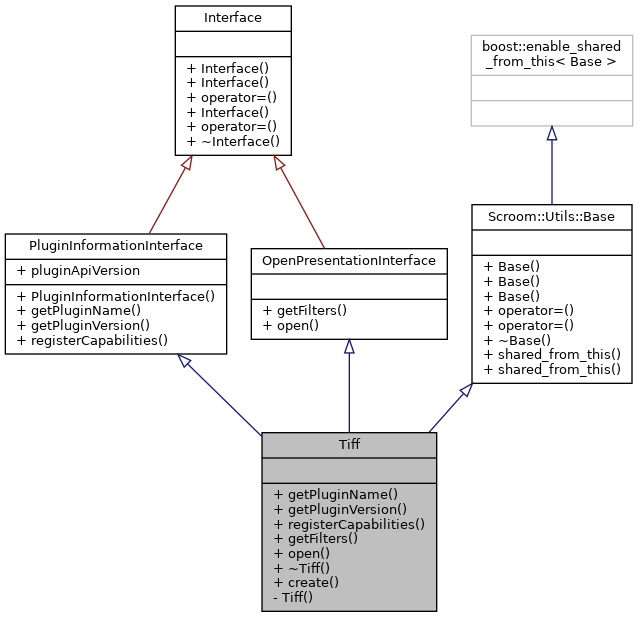 Interface
+ Interface()
+ Interface()
+ operator=()
+ Interface()
+ operator=()
+ ~Interface()
boost::enable_shared
_from_this< Base >
PluginInformationInterface
+ pluginApiVersion
+ PluginInformationInterface()
+ getPluginName()
+ getPluginVersion()
+ registerCapabilities()
OpenPresentationInterface
+ getFilters()
+ open()
Scroom::Utils::Base
+ Base()
+ Base()
+ Base()
+ operator=()
+ operator=()
+ ~Base()
+ shared_from_this()
+ shared_from_this()
Tiff
+ getPluginName()
+ getPluginVersion()
+ registerCapabilities()
+ getFilters()
+ open()
+ ~Tiff()
+ create()
- Tiff()